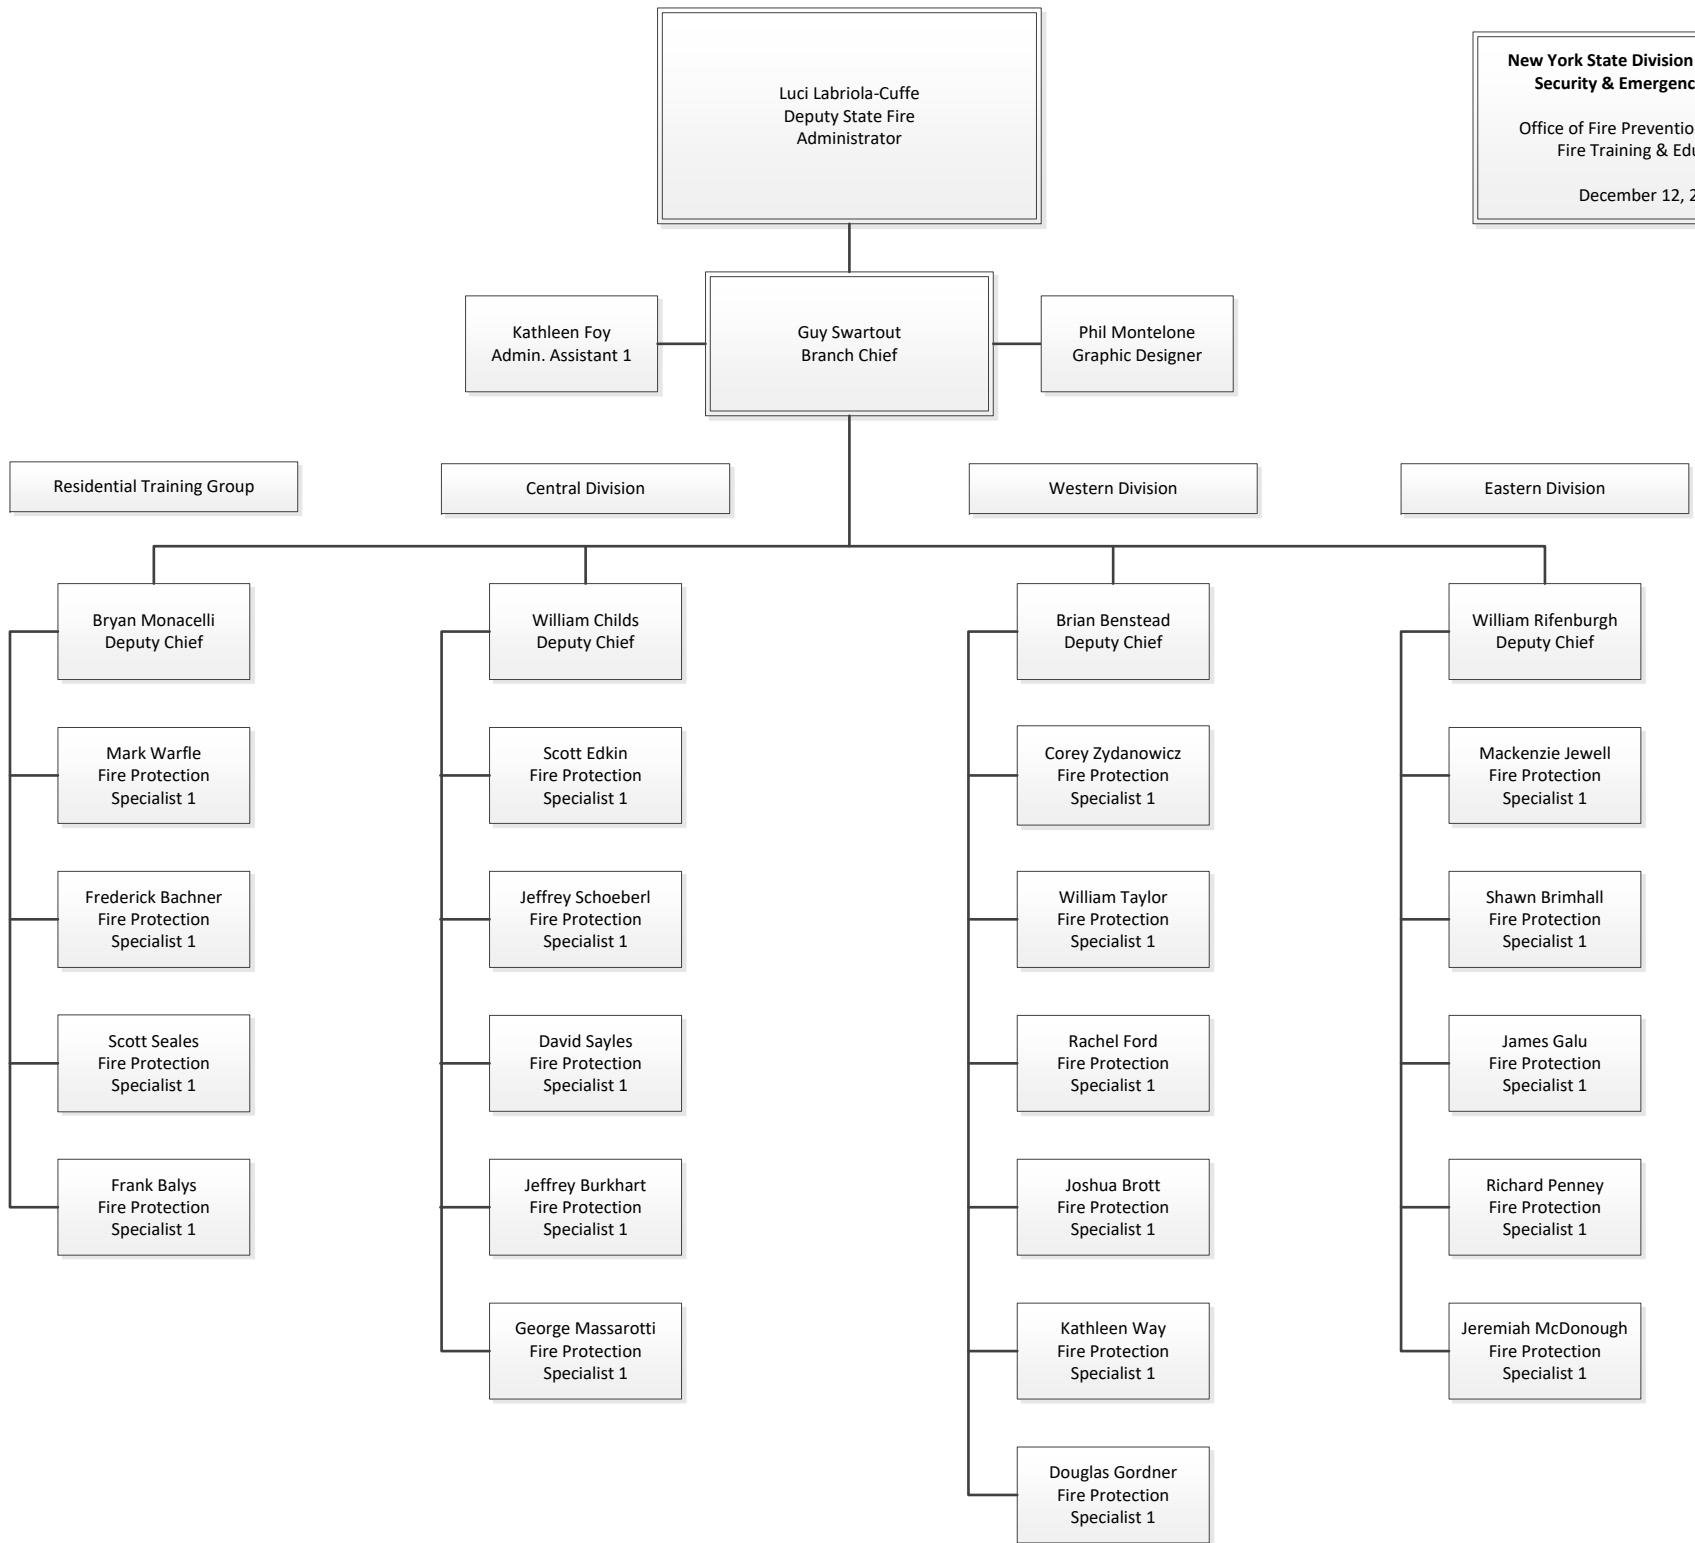 Luci Labriola-Cuffe
Deputy State Fire
Administrator
New York State Division
Security & Emergenc
Office of Fire Preventio
Fire Training & Edu
December 12, 2
Kathleen Foy
Admin. Assistant 1
Guy Swartout
Branch Chief
Phil Montelone
Graphic Designer
Residential Training Group
Central Division
Western Division
Eastern Division
Bryan Monacelli
Deputy Chief
William Childs
Deputy Chief
Brian Benstead
Deputy Chief
William Rifenburgh
Deputy Chief
Mark Warfle
Fire Protection
Specialist 1
Scott Edkin
Fire Protection
Specialist 1
Corey Zydanowicz
Fire Protection
Specialist 1
Mackenzie Jewell
Fire Protection
Specialist 1
Frederick Bachner
Fire Protection
Specialist 1
Jeffrey Schoeberl
Fire Protection
Specialist 1
William Taylor
Fire Protection
Specialist 1
Shawn Brimhall
Fire Protection
Specialist 1
Scott Seales
Fire Protection
Specialist 1
David Sayles
Fire Protection
Specialist 1
Rachel Ford
Fire Protection
Specialist 1
James Galu
Fire Protection
Specialist 1
Frank Balys
Fire Protection
Specialist 1
Jeffrey Burkhart
Fire Protection
Specialist 1
Joshua Brott
Fire Protection
Specialist 1
Richard Penney
Fire Protection
Specialist 1
George Massarotti
Fire Protection
Specialist 1
Kathleen Way
Fire Protection
Specialist 1
Jeremiah McDonough
Fire Protection
Specialist 1
Douglas Gordner
Fire Protection
Specialist 1